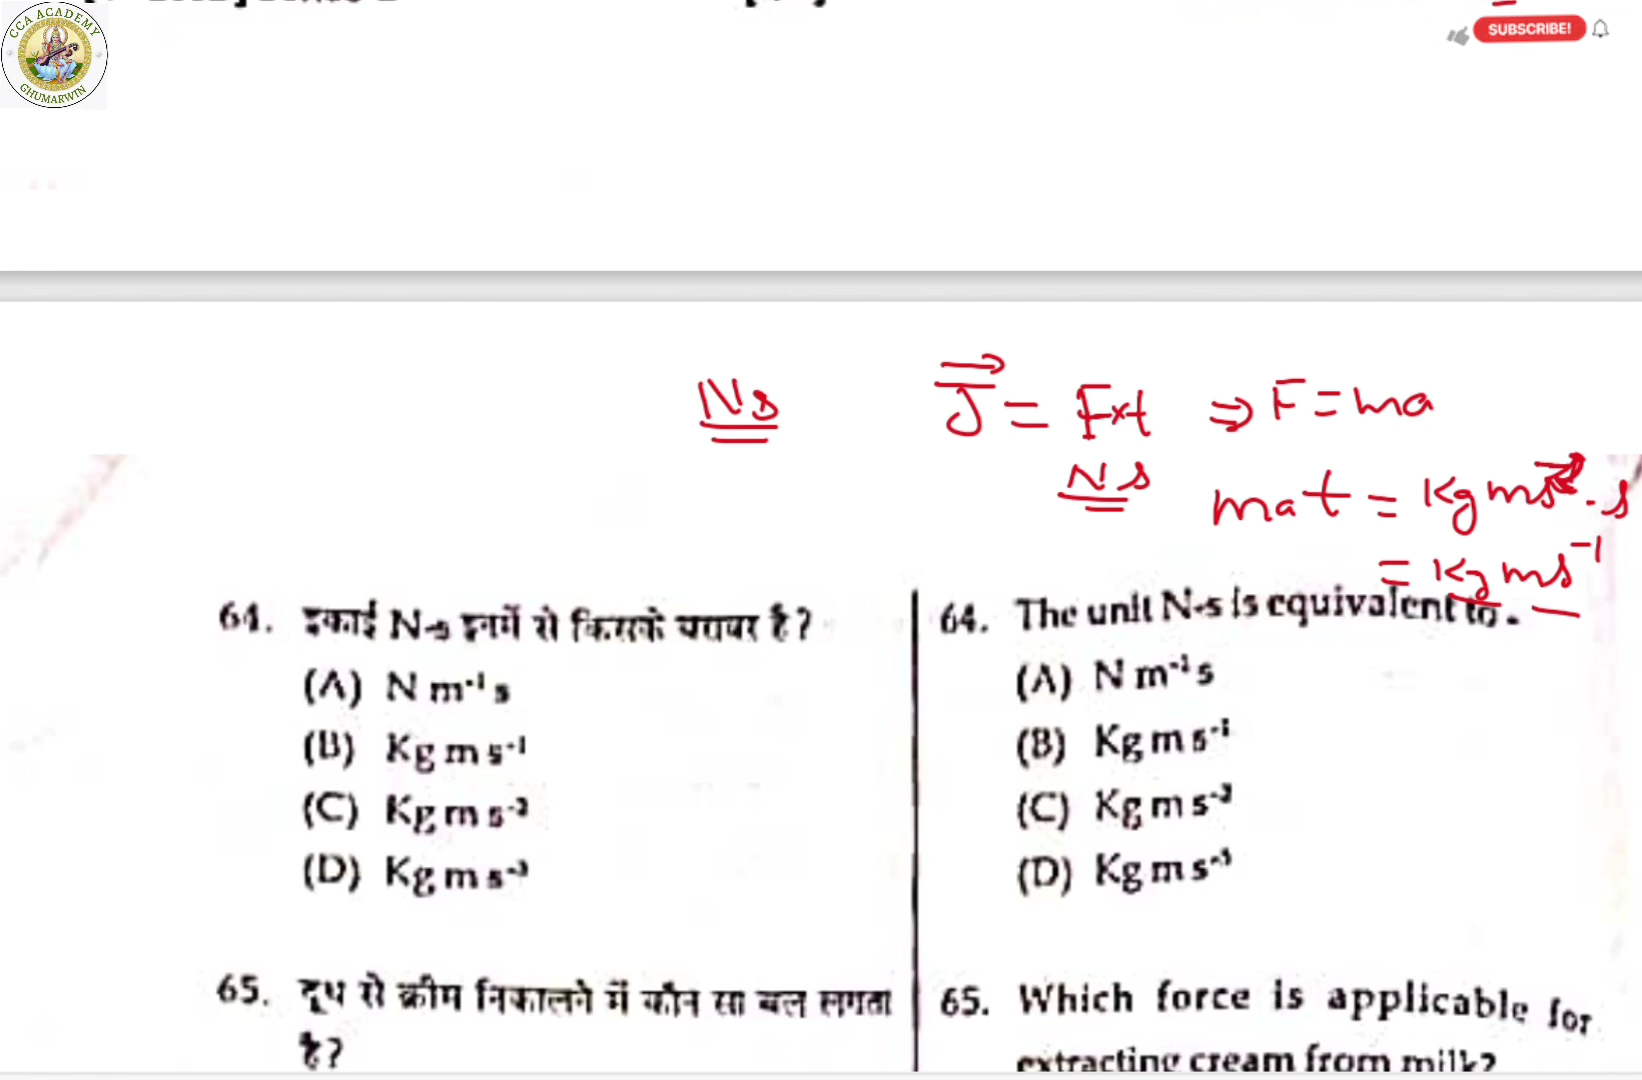 CCA ACADEMY
GHUMARWIN
SUBSCRIBE!
Ns
J = F×t ⇒ F = ma
Ns
mat = Kgms⁻².s
= Kgms⁻¹
64. इकाई N-s इनमें से किसके बराबर है?
(A) N m⁻¹ s
(B) Kg m s⁻¹
(C) Kg m s⁻²
(D) Kg m s⁻³
65. दूध से क्रीम निकालने में कौन सा बल लगता
है?
64. The unit N-s is equivalent to.
(A) N m⁻¹ s
(B) Kg m s⁻¹
(C) Kg m s⁻²
(D) Kg m s⁻³
65. Which force is applicable for
extracting cream from milk?